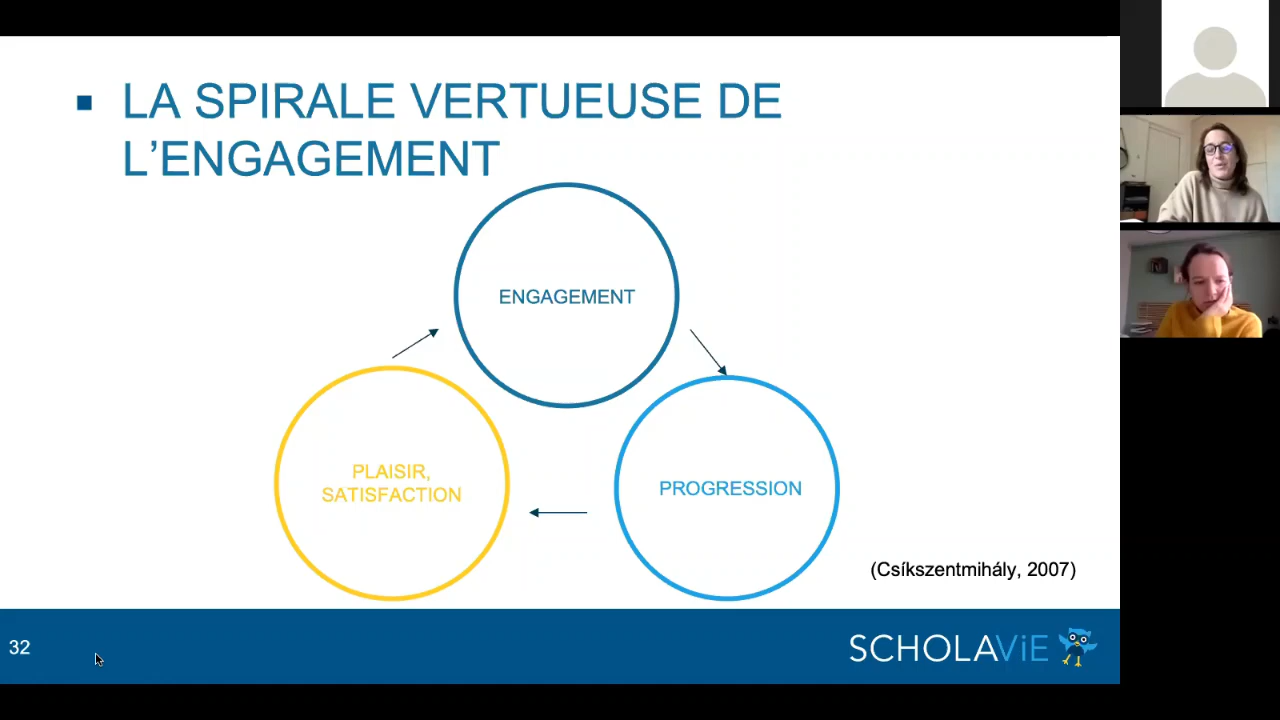 ▪ LA SPIRALE VERTUEUSE DE
L’ENGAGEMENT
ENGAGEMENT
PLAISIR,
SATISFACTION
PROGRESSION
(Csíkszentmihály, 2007)
32
SCHOLAViE